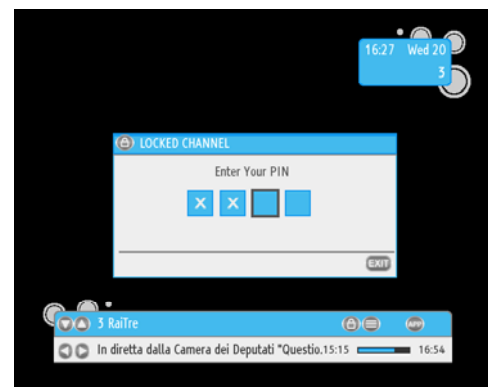 16:27 Wed 20
3
LOCKED CHANNEL
Enter Your PIN
X X
EXIT
3 RaiTre
APP
In diretta dalla Camera dei Deputati "Questio. 15:15 16:54